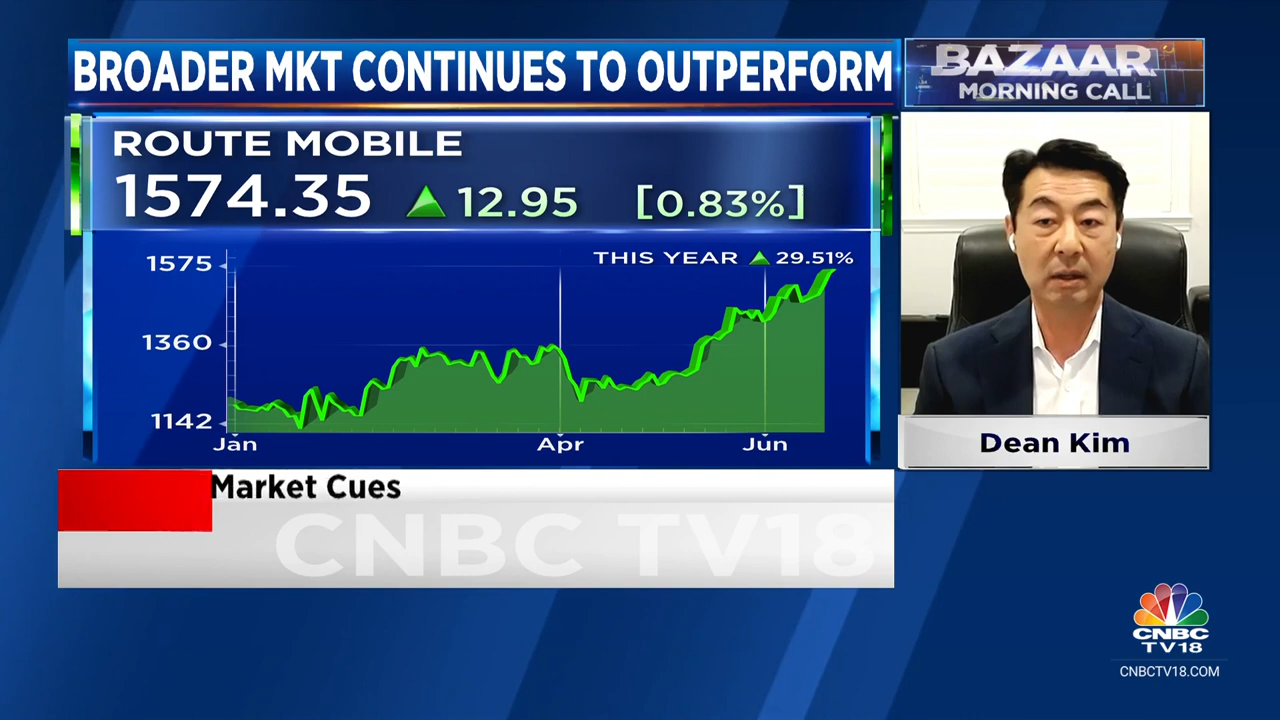 BROADER MKT CONTINUES TO OUTPERFORM
BAZAAR
MORNING CALL
ROUTE MOBILE
1574.35 ▲ 12.95 [0.83%]
THIS YEAR ▲ 29.51%
1575
1360
1142
Jan Apr Jun
Dean Kim
Market Cues
CNBC TV18
CNBC
TV18
CNBCTV18.COM